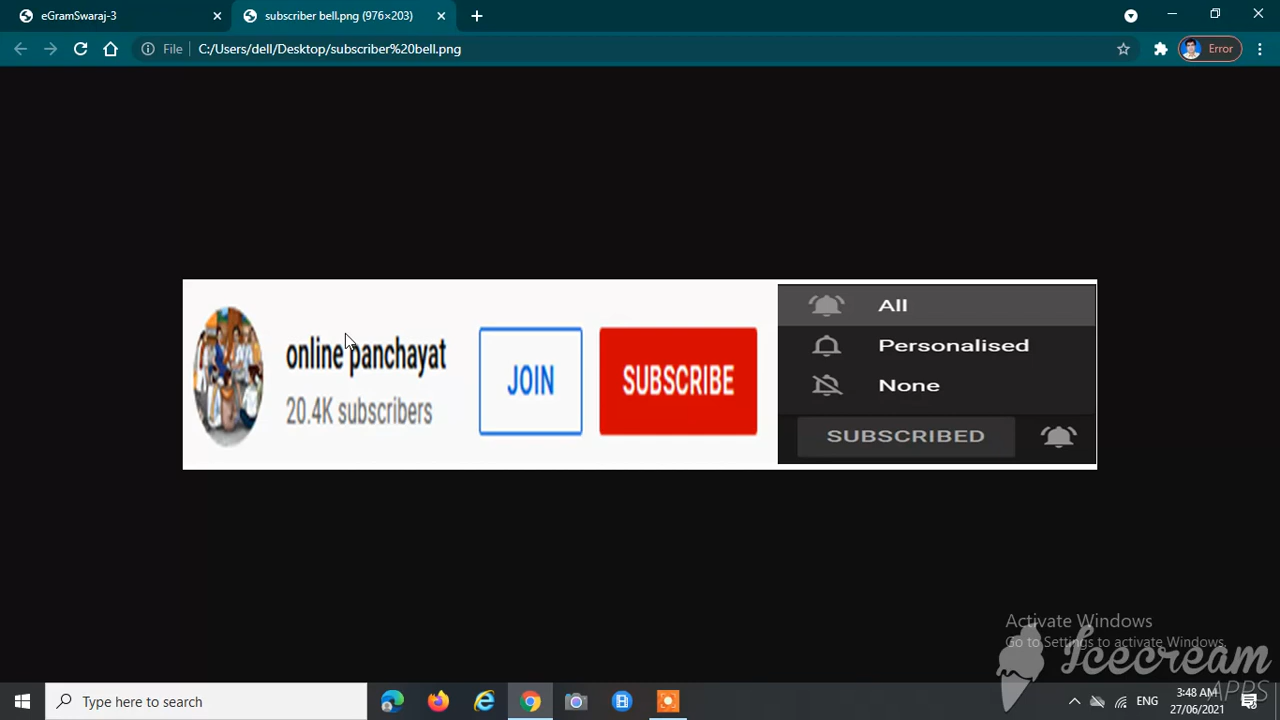 eGramSwaraj-3
subscriber bell.png (976×203)
File
C:/Users/dell/Desktop/subscriber%20bell.png
Error
online panchayat
20.4K subscribers
JOIN
SUBSCRIBE
All
Personalised
None
SUBSCRIBED
Activate Windows
Go to Settings to activate Windows.
Icecream
APPS
Type here to search
ENG
3:48 AM
27/06/2021